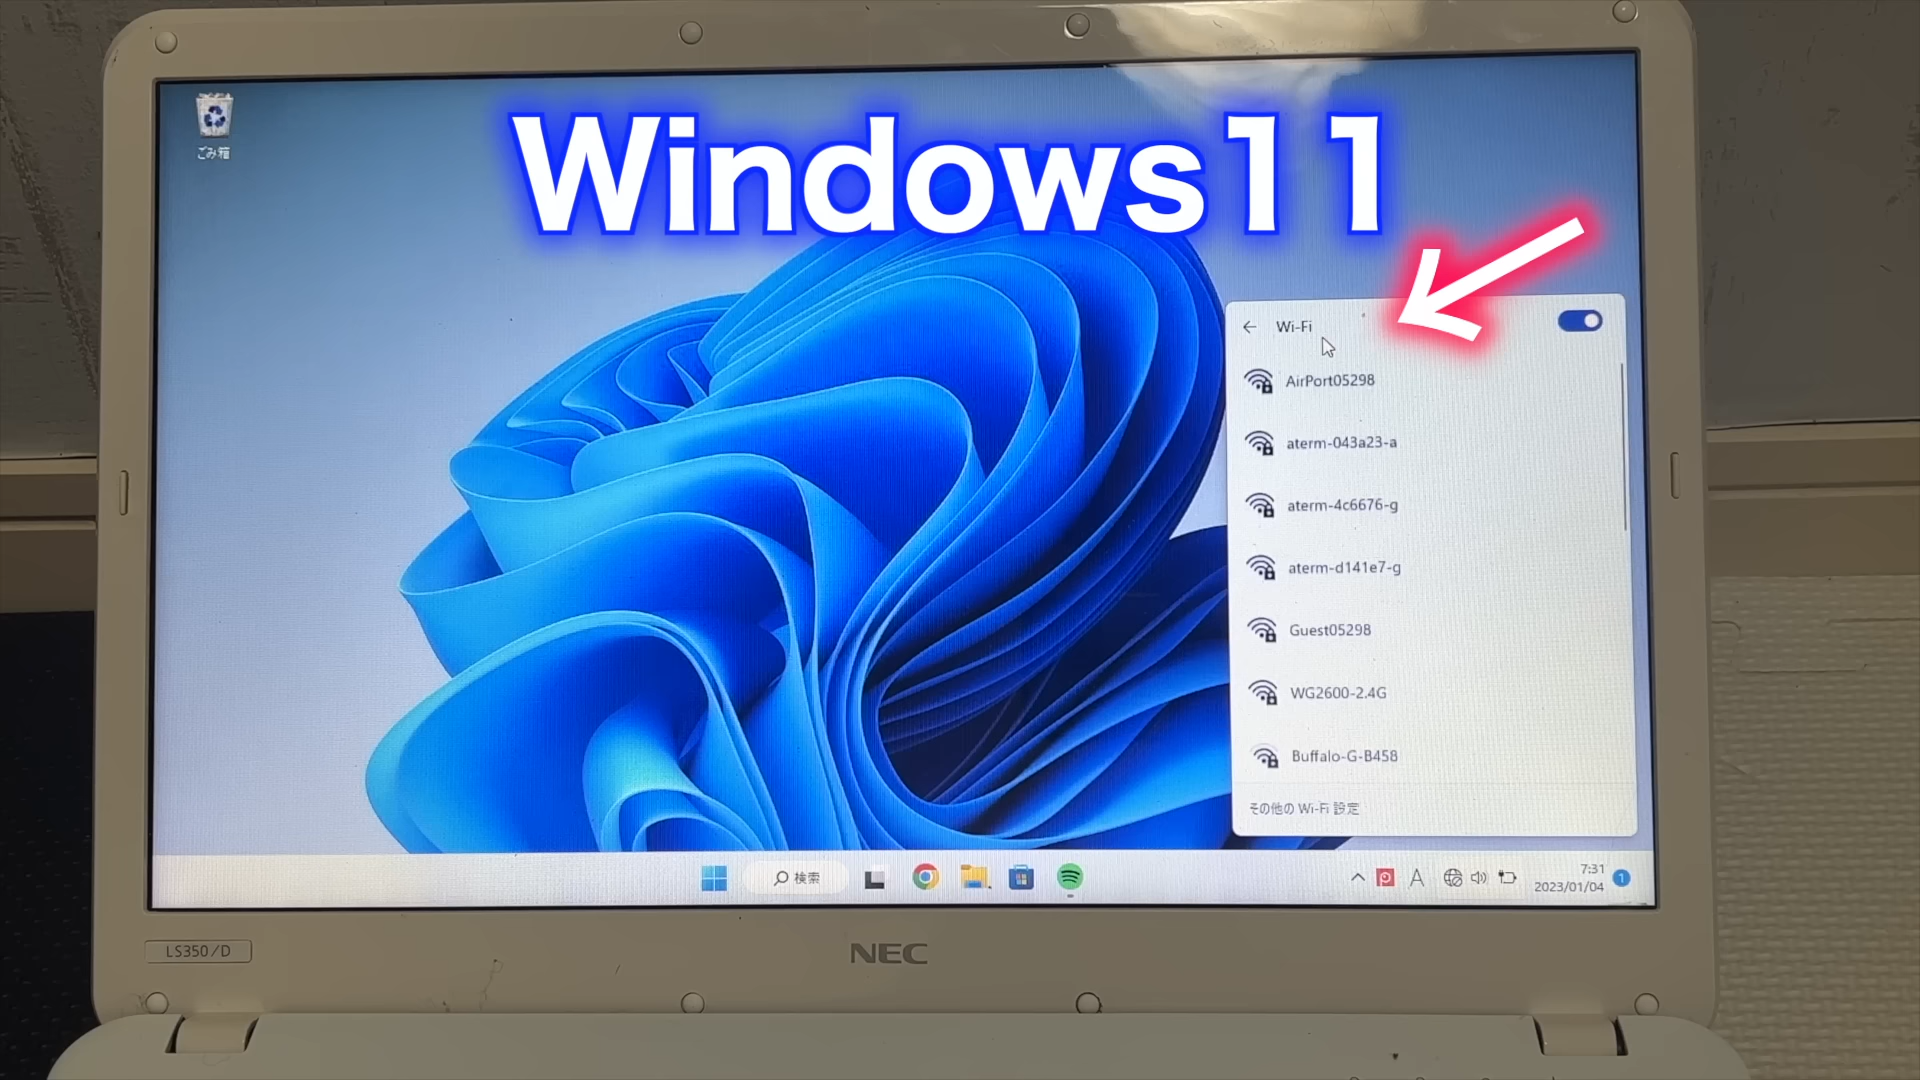 ごみ箱
Windows11
Wi-Fi
AirPort05298
aterm-043a23-a
aterm-4c6676-g
aterm-d141e7-g
Guest05298
WG2600-2.4G
Buffalo-G-B458
その他の Wi-Fi 設定
検索
A
7:31
2023/01/04
1
LS350/D
NEC